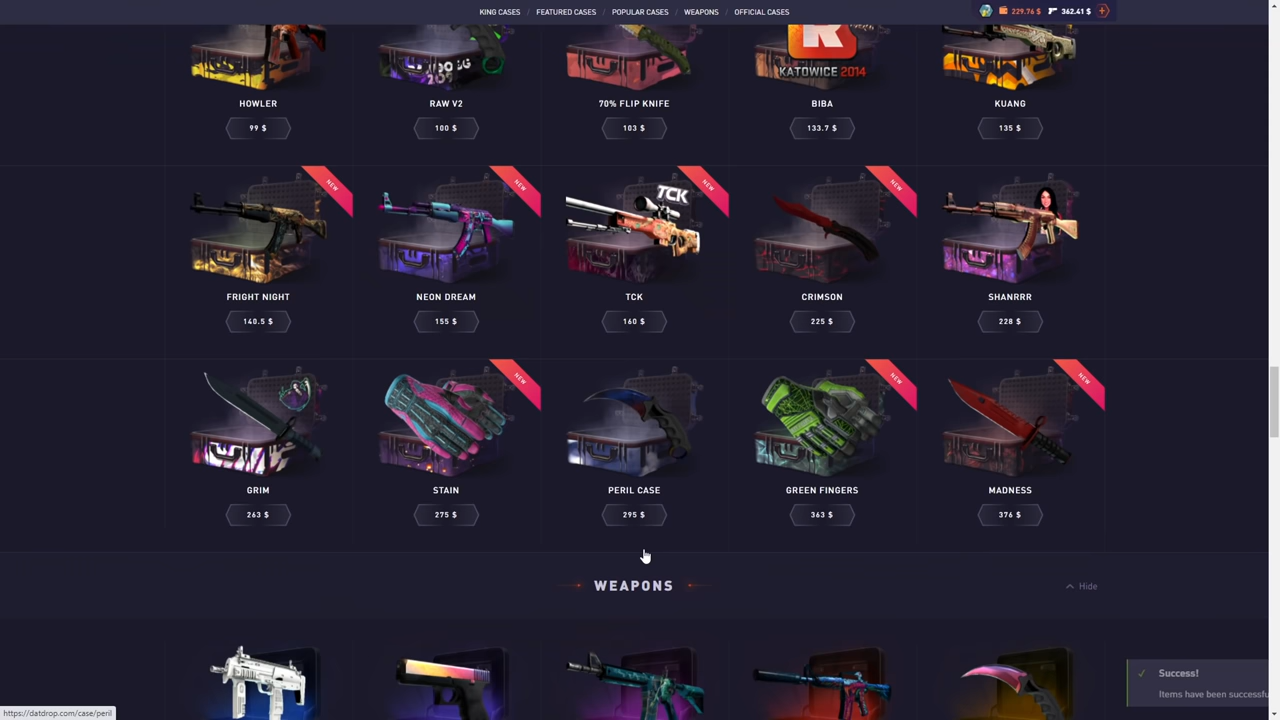 KING CASES / FEATURED CASES / POPULAR CASES / WEAPONS / OFFICIAL CASES
229.76 $ 362.41 $ +
KATOWICE 2014
HOWLER
RAW V2
70% FLIP KNIFE
BIBA
KUANG
99 $
100 $
103 $
133.7 $
135 $
NEW
NEW
TCK
NEW
NEW
FRIGHT NIGHT
NEON DREAM
TCK
CRIMSON
SHANRRR
140.5 $
155 $
160 $
225 $
228 $
NEW
NEW
NEW
GRIM
STAIN
PERIL CASE
GREEN FINGERS
MADNESS
263 $
275 $
295 $
363 $
376 $
WEAPONS
Hide
Success!
Items have been successfu
https://datdrop.com/case/peril